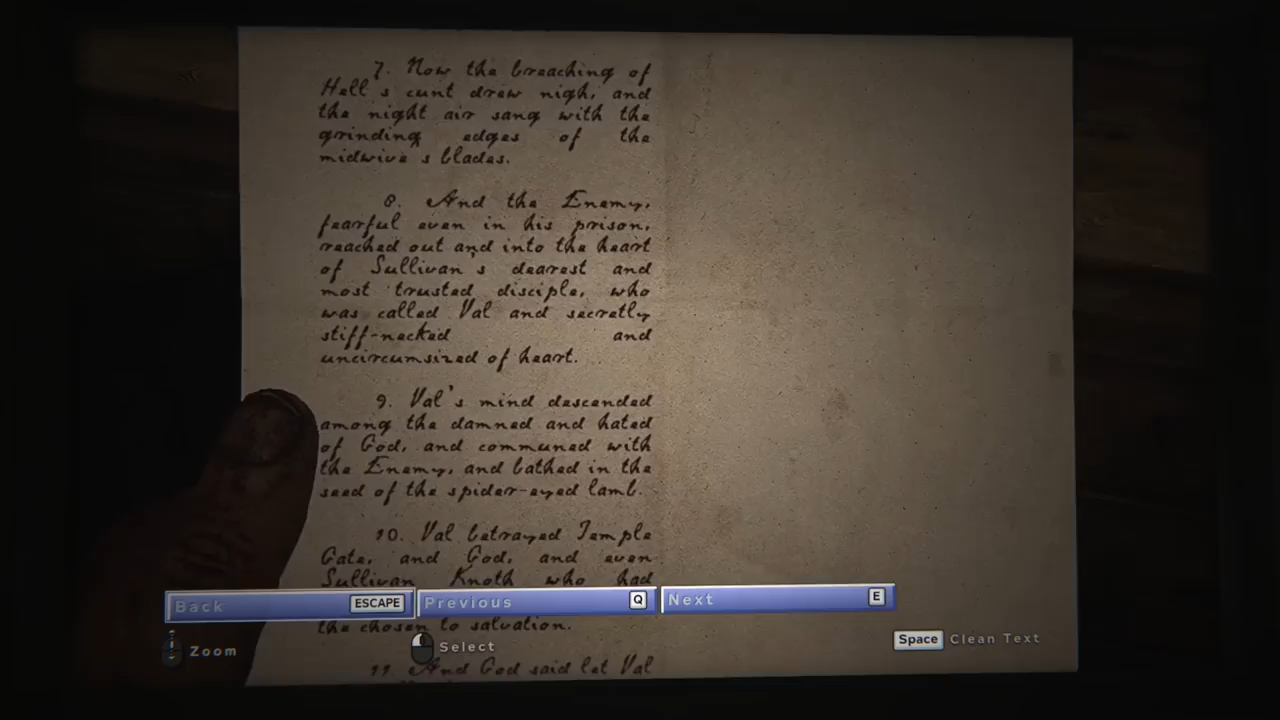 7. Now the breaching of
Hell s cunt drew nigh, and
the night air sang with the
grinding edges of the
midwive s blades.
8. And the Enemy,
fearful even in his prison,
reached out and into the heart
of Sullivan s dearest and
most trusted disciple, who
was called Val and secretly
stiff-necked and
uncircumsized of heart.
9. Val's mind descended
among the damned and hated
of God, and communed with
the Enemy, and bathed in the
seed of the spider-eyed lamb.
10. Val betrayed Temple
Gate, and God, and even
Sullivan Knoth who had
the chosen to salvation.
11. And God said let Val
Back ESCAPE Previous Q Next E
Zoom Select Space Clean Text